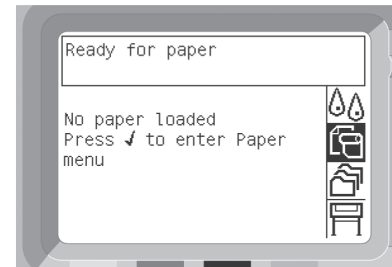 Ready for paper
No paper loaded
Press ✓ to enter Paper
menu